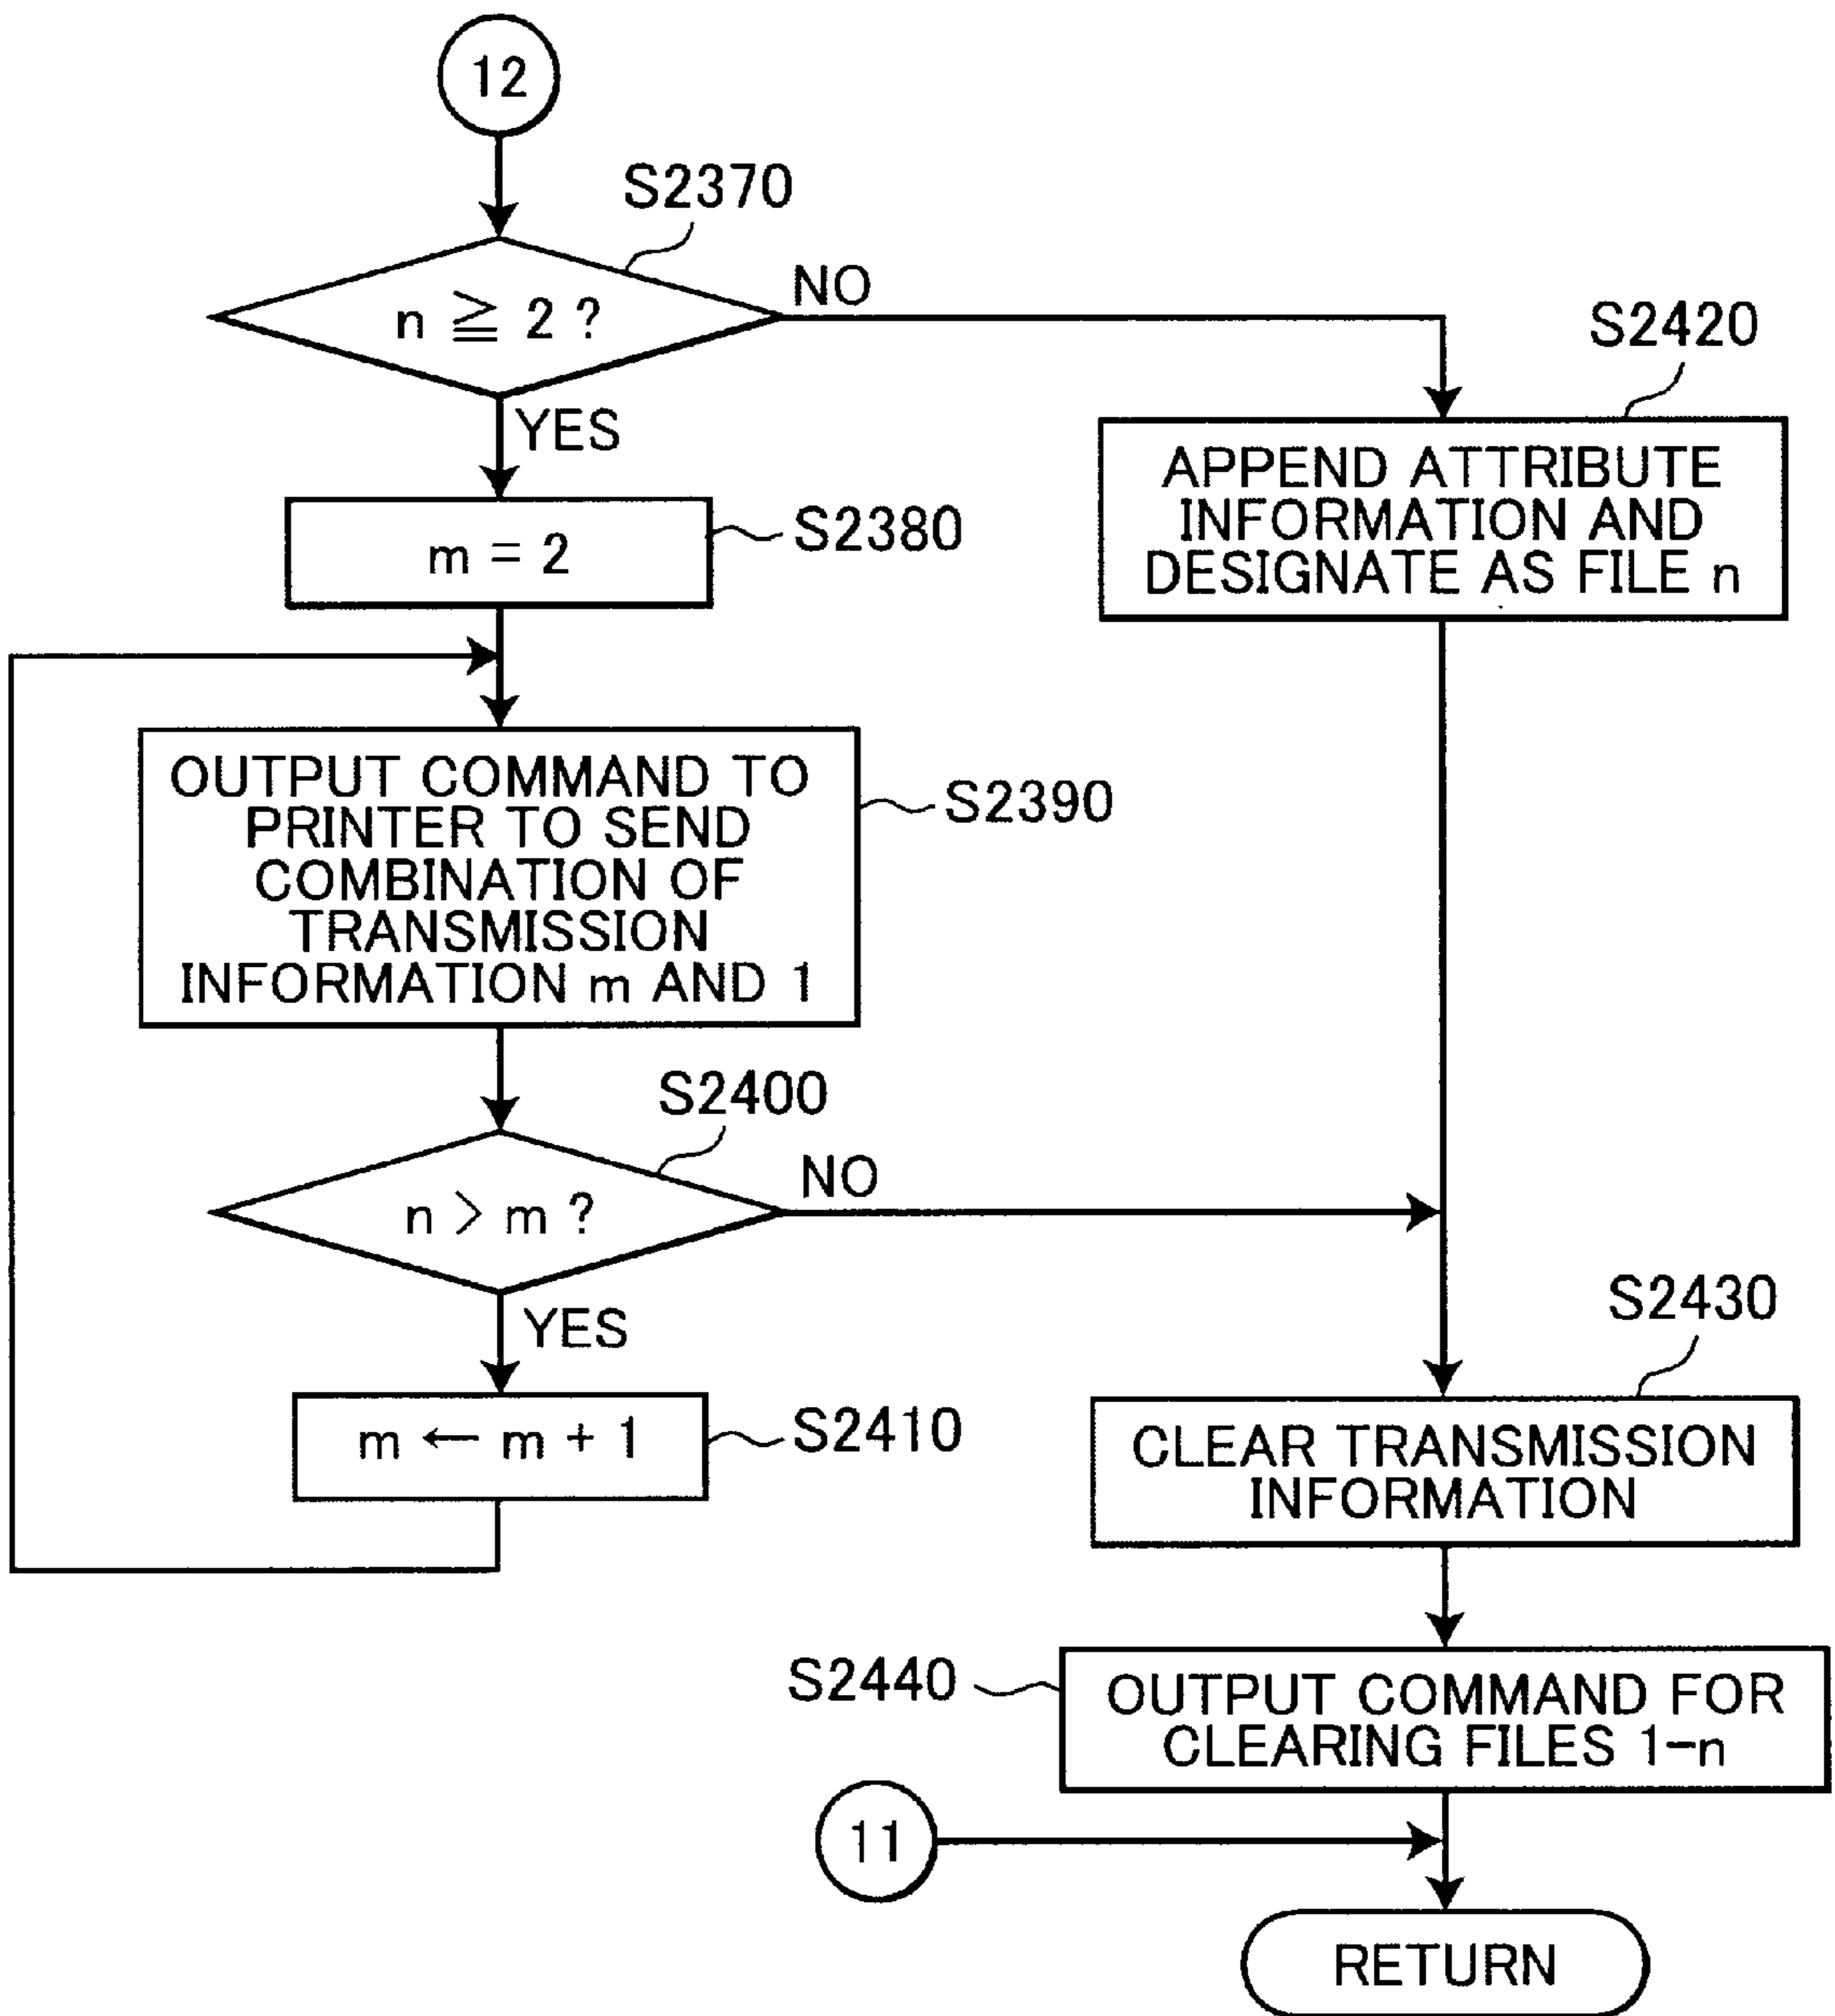 12
S2370
n ≧ 2 ?
NO
YES
S2380
m = 2
S2390
OUTPUT COMMAND TO
PRINTER TO SEND
COMBINATION OF
TRANSMISSION
INFORMATION m AND 1
S2400
n > m ?
NO
YES
S2410
m ← m + 1
S2420
APPEND ATTRIBUTE
INFORMATION AND
DESIGNATE AS FILE n
S2430
CLEAR TRANSMISSION
INFORMATION
S2440
OUTPUT COMMAND FOR
CLEARING FILES 1-n
11
RETURN